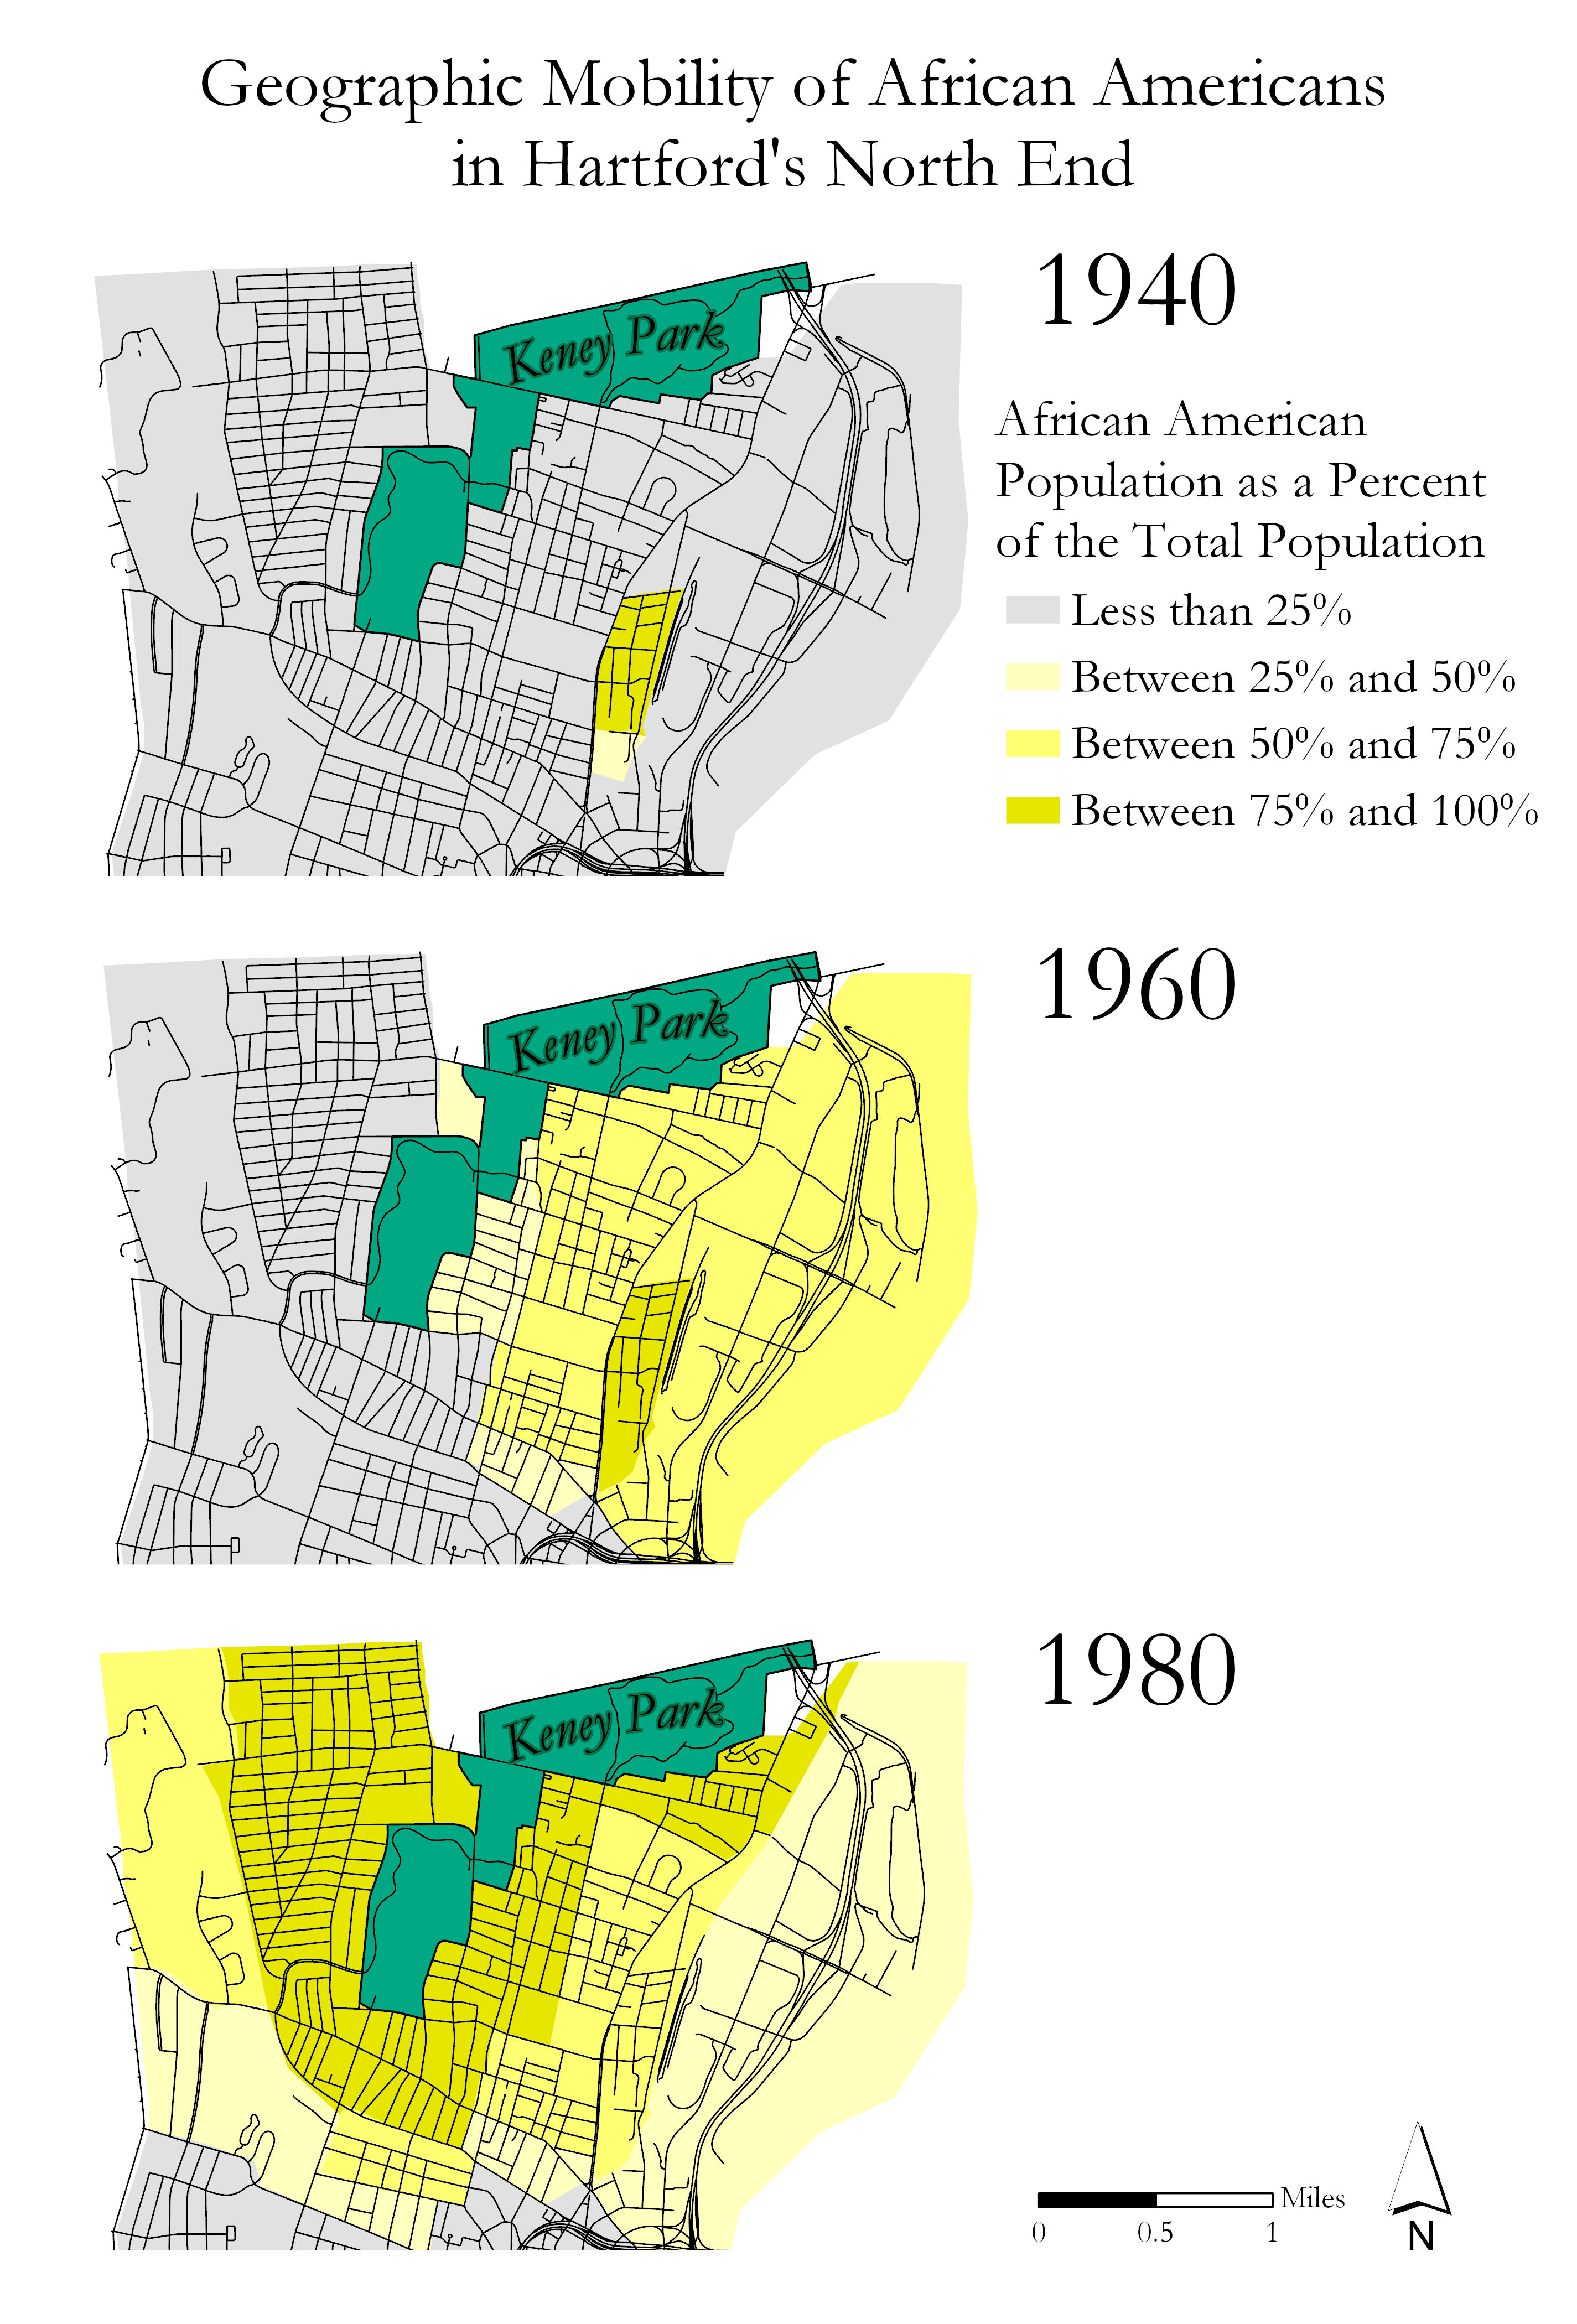 Geographic Mobility of African Americans
in Hartford's North End
1940
Keney Park
African American
Population as a Percent
of the Total Population
Less than 25%
Between 25% and 50%
Between 50% and 75%
Between 75% and 100%
1960
Keney Park
1980
Keney Park
Miles
0 0.5 1
N